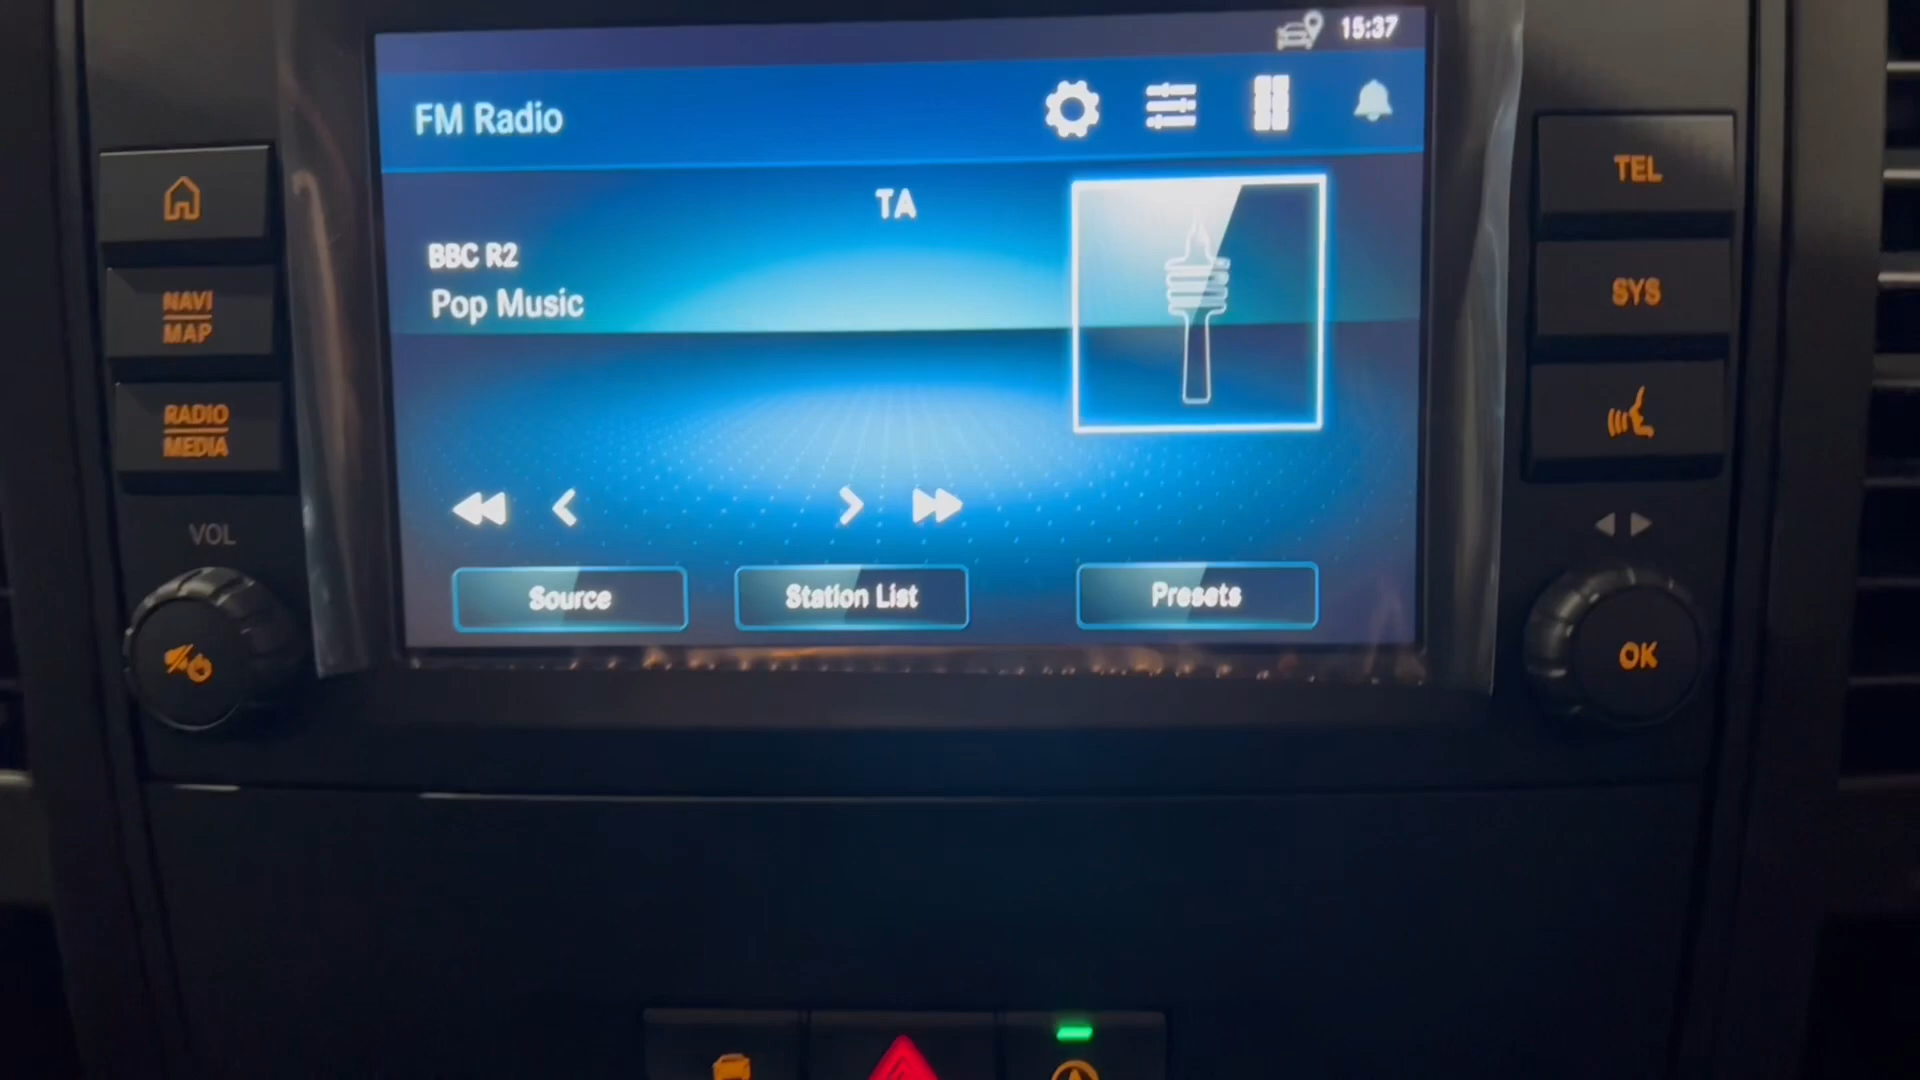 15:37
FM Radio
TA
BBC R2
Pop Music
Source
Station List
Presets
NAVI
MAP
RADIO
MEDIA
VOL
TEL
SYS
OK